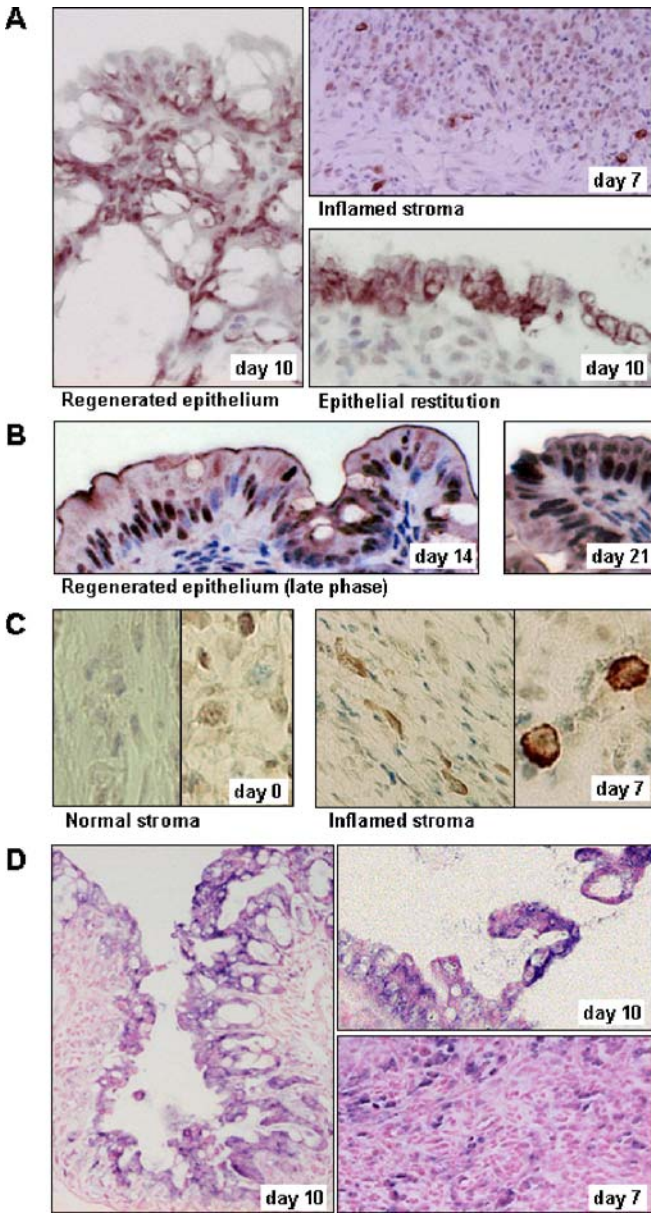 A
day 7
Inflamed stroma
day 10
Regenerated epithelium
day 10
Epithelial restitution
B
day 14
Regenerated epithelium (late phase)
day 21
C
day 0
Normal stroma
day 7
Inflamed stroma
D
day 10
day 10
day 7